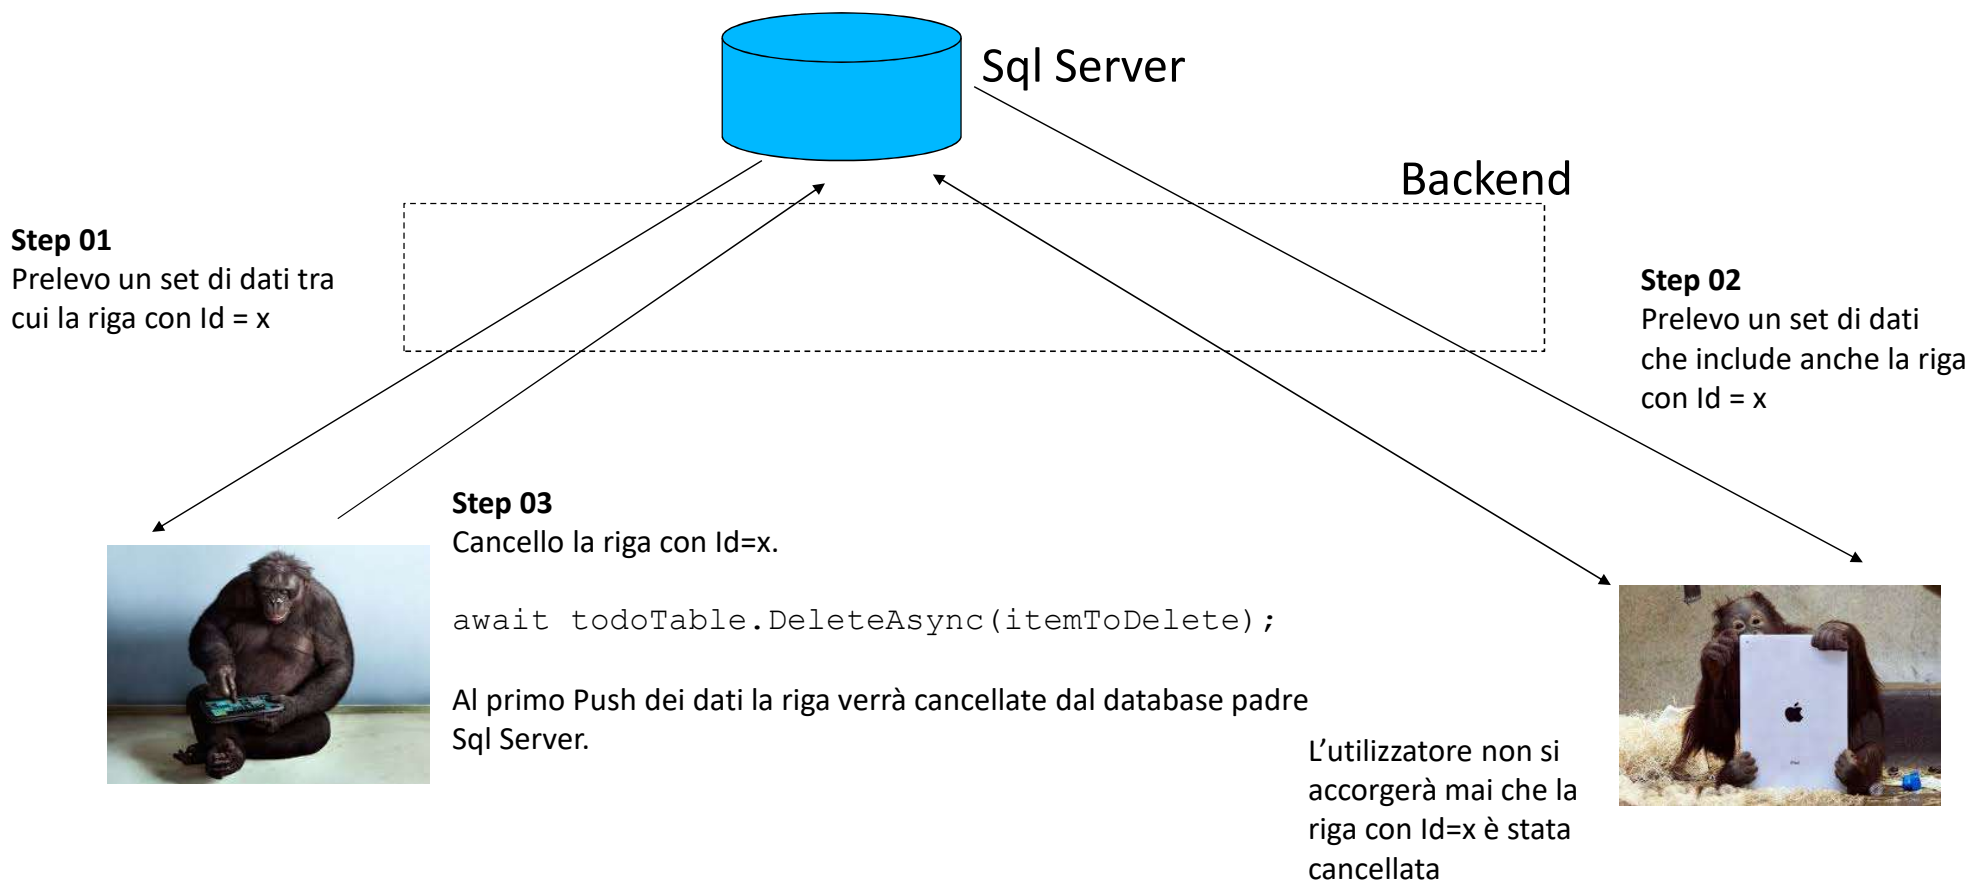 Sql Server
Backend
Step 01
Prelevo un set di dati tra
cui la riga con Id = x
Step 02
Prelevo un set di dati
che include anche la riga
con Id = x
Step 03
Cancello la riga con Id=x.
await todoTable.DeleteAsync(itemToDelete);
Al primo Push dei dati la riga verrà cancellate dal database padre
Sql Server.
L’utilizzatore non si
accorgerà mai che la
riga con Id=x è stata
cancellata
iPad